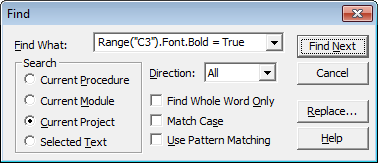 Find
Find What: Range("C3").Font.Bold = True
Find Next
Search
Current Procedure
Current Module
Current Project
Selected Text
Direction: All
Find Whole Word Only
Match Case
Use Pattern Matching
Cancel
Replace...
Help